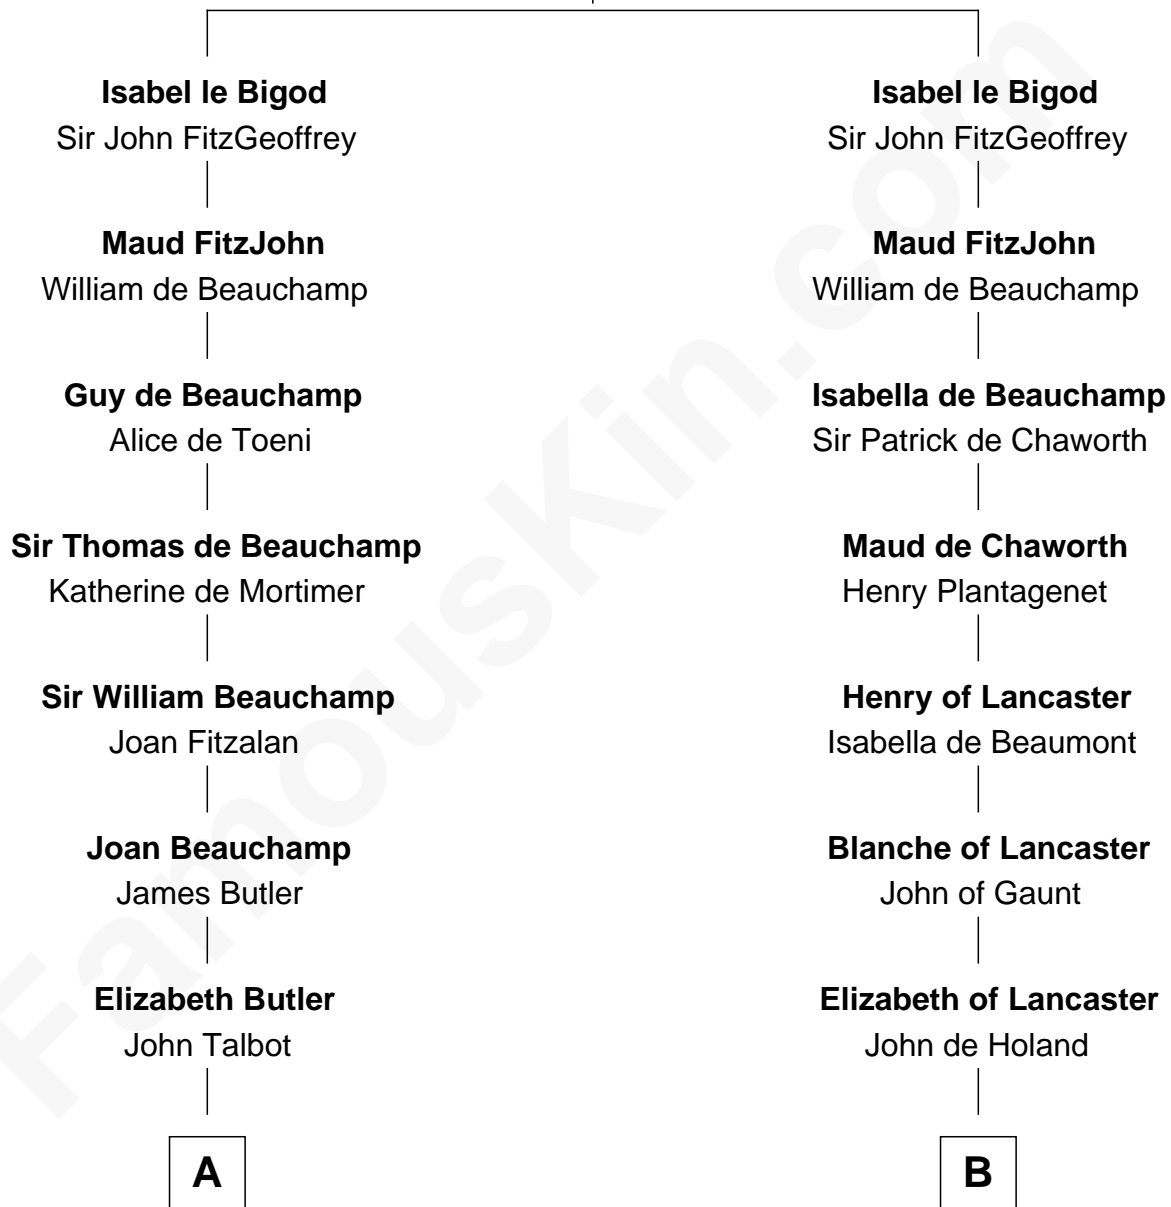 Isabel le Bigod
Sir John FitzGeoffrey
Maud FitzJohn
William de Beauchamp
Guy de Beauchamp
Alice de Toeni
Sir Thomas de Beauchamp
Katherine de Mortimer
Sir William Beauchamp
Joan Fitzalan
Joan Beauchamp
James Butler
Elizabeth Butler
John Talbot
A
Isabel le Bigod
Sir John FitzGeoffrey
Maud FitzJohn
William de Beauchamp
Isabella de Beauchamp
Sir Patrick de Chaworth
Maud de Chaworth
Henry Plantagenet
Henry of Lancaster
Isabella de Beaumont
Blanche of Lancaster
John of Gaunt
Elizabeth of Lancaster
John de Holand
B
FamousKin.com